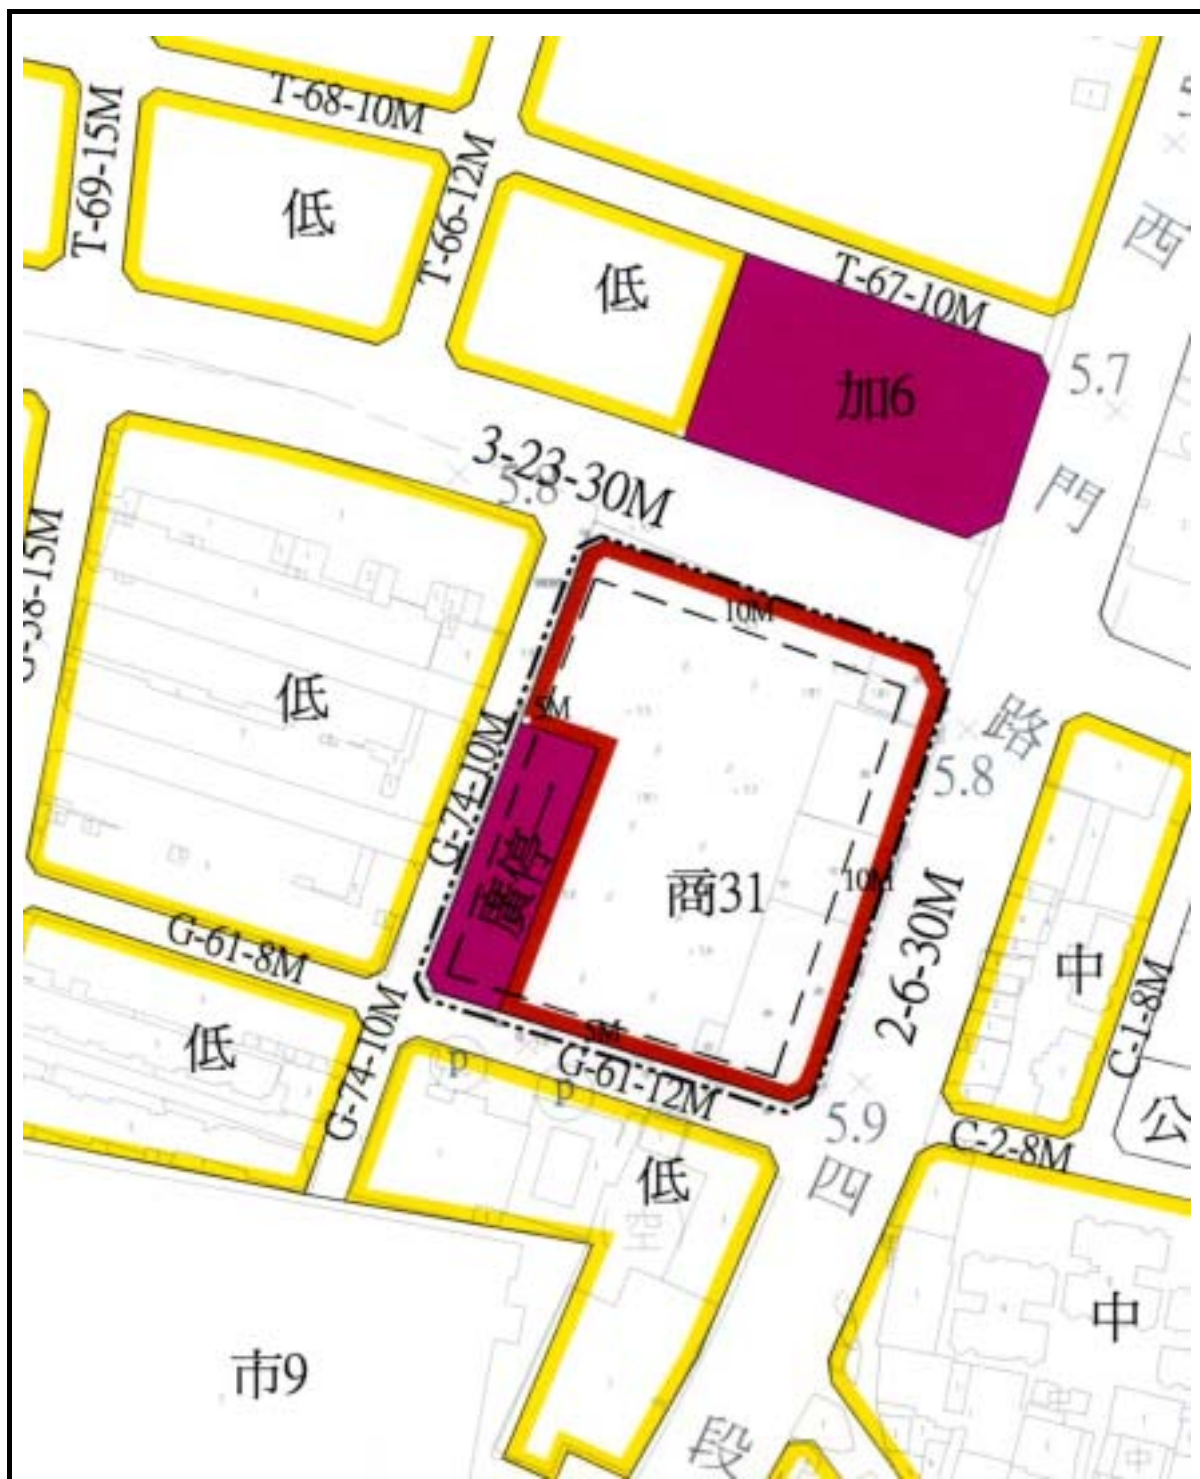 T-68-10M
T-69-15M
低
T-66-12M
低
T-67-10M
西
加6
5.7
門
3-23-30M
5.8
10M
低
5M
路
5.8
G-74-10M
廣停一
商31
10M
2-6-30M
中
C-1-8M
G-61-8M
低
G-74-10M
5M
p
p
G-61-12M
5.9
C-2-8M
公
四
低
空
中
市9
段